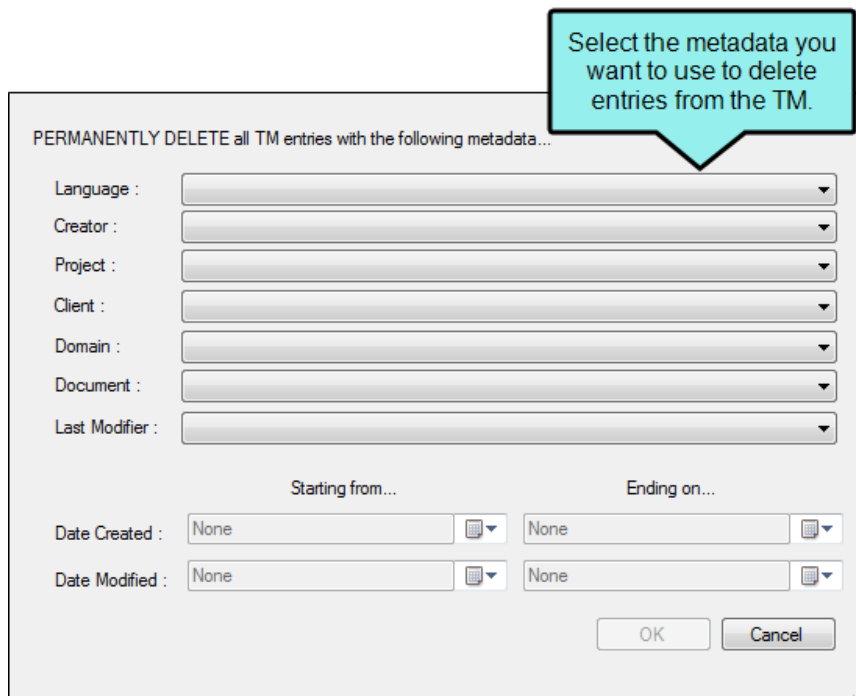 Select the metadata you
want to use to delete
entries from the TM.
PERMANENTLY DELETE all TM entries with the following metadata...
Language :
Creator :
Project :
Client :
Domain :
Document :
Last Modifier :
Starting from... Ending on...
Date Created : None None
Date Modified : None None
OK Cancel